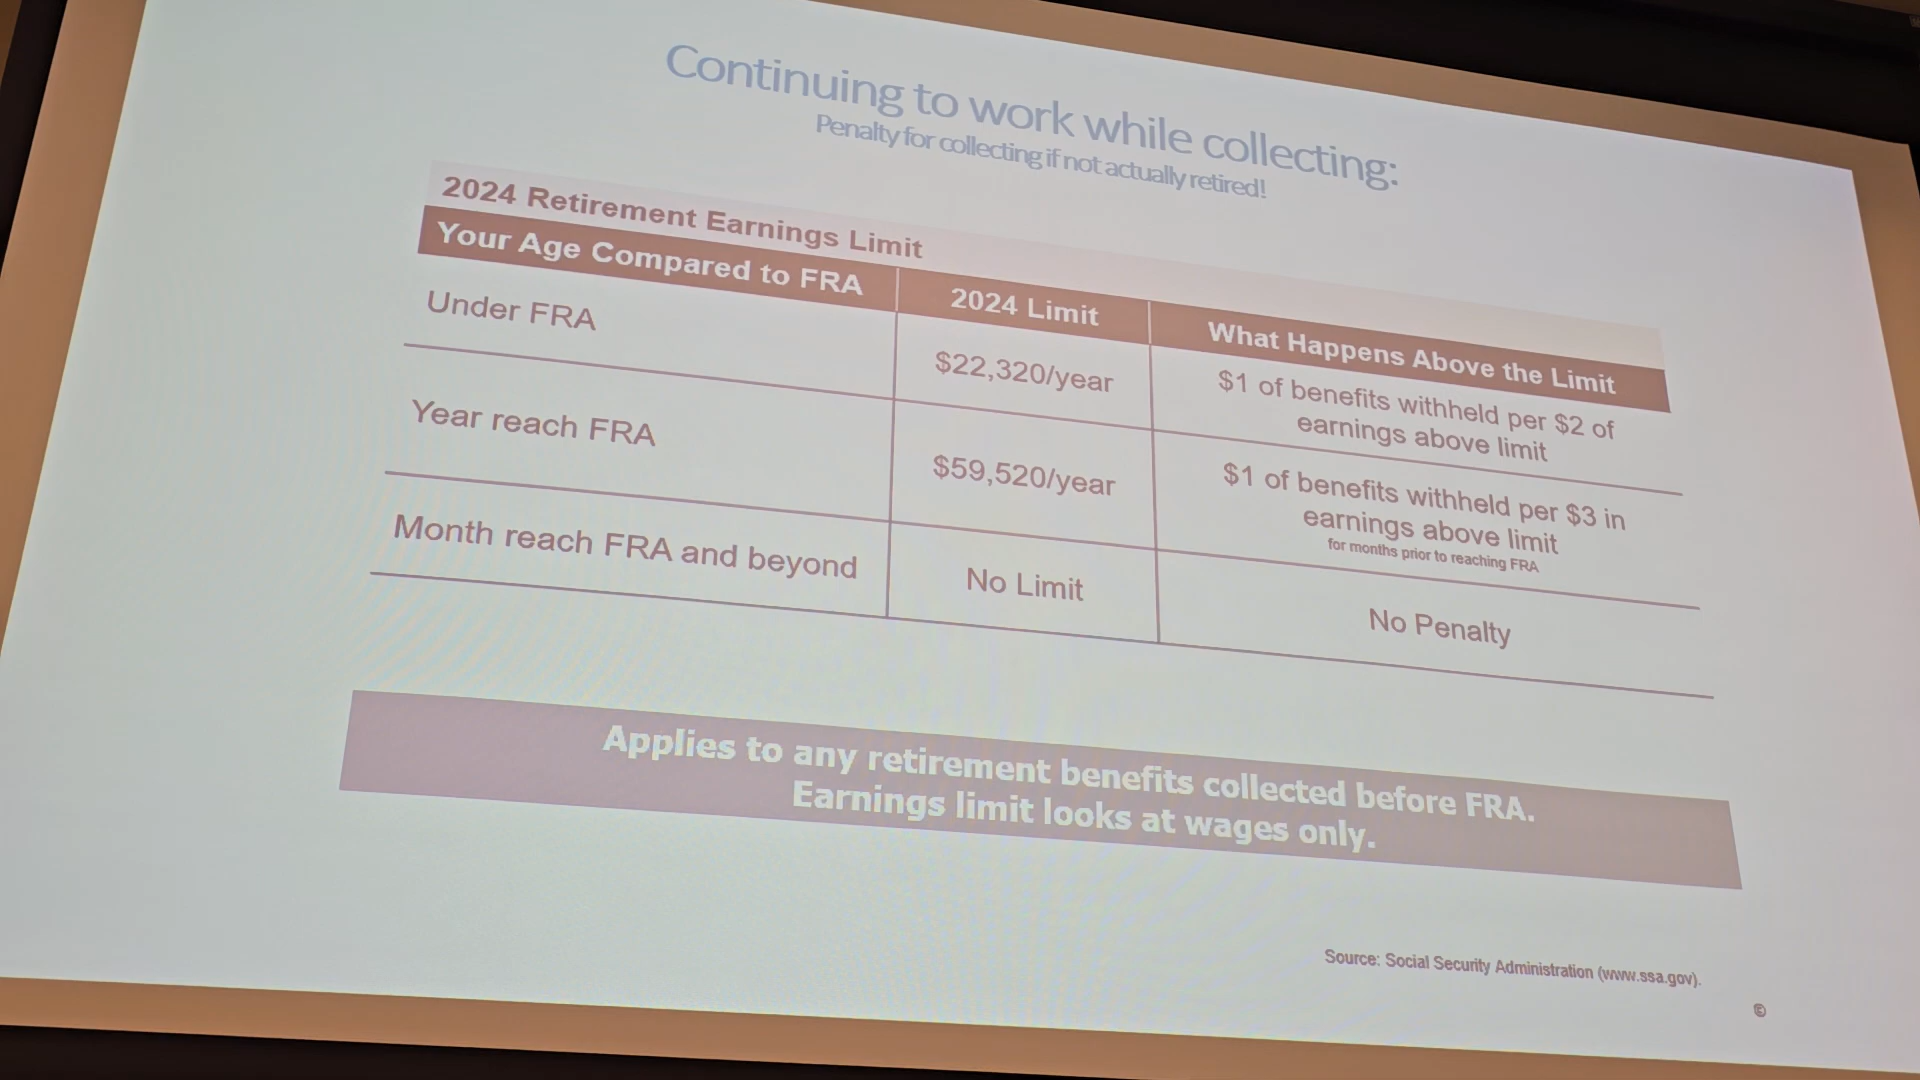 Continuing to work while collecting:
Penalty for collecting if not actually retired!
2024 Retirement Earnings Limit
Your Age Compared to FRA
2024 Limit
What Happens Above the Limit
Under FRA
$22,320/year
$1 of benefits withheld per $2 of
earnings above limit
Year reach FRA
$59,520/year
$1 of benefits withheld per $3 in
earnings above limit
for months prior to reaching FRA
Month reach FRA and beyond
No Limit
No Penalty
Applies to any retirement benefits collected before FRA.
Earnings limit looks at wages only.
Source: Social Security Administration (www.ssa.gov).
©